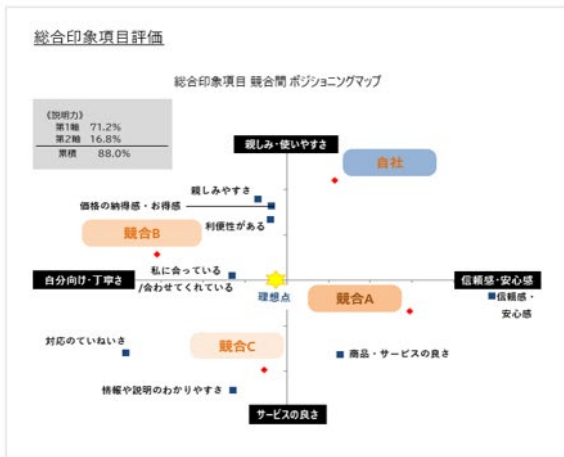 総合印象項目評価
総合印象項目 競合間 ポジショニングマップ
《説明力》
第1軸 71.2%
第2軸 16.8%
累積 88.0%
親しみ・使いやすさ
自社
親しみやすさ
価格の納得感・お得感
利便性がある
競合B
自分向け・丁寧さ
私に合っている
/合わせてくれている
理想点
信頼感・安心感
信頼感・
安心感
競合A
対応のていねいさ
競合C
商品・サービスの良さ
情報や説明のわかりやすさ
サービスの良さ